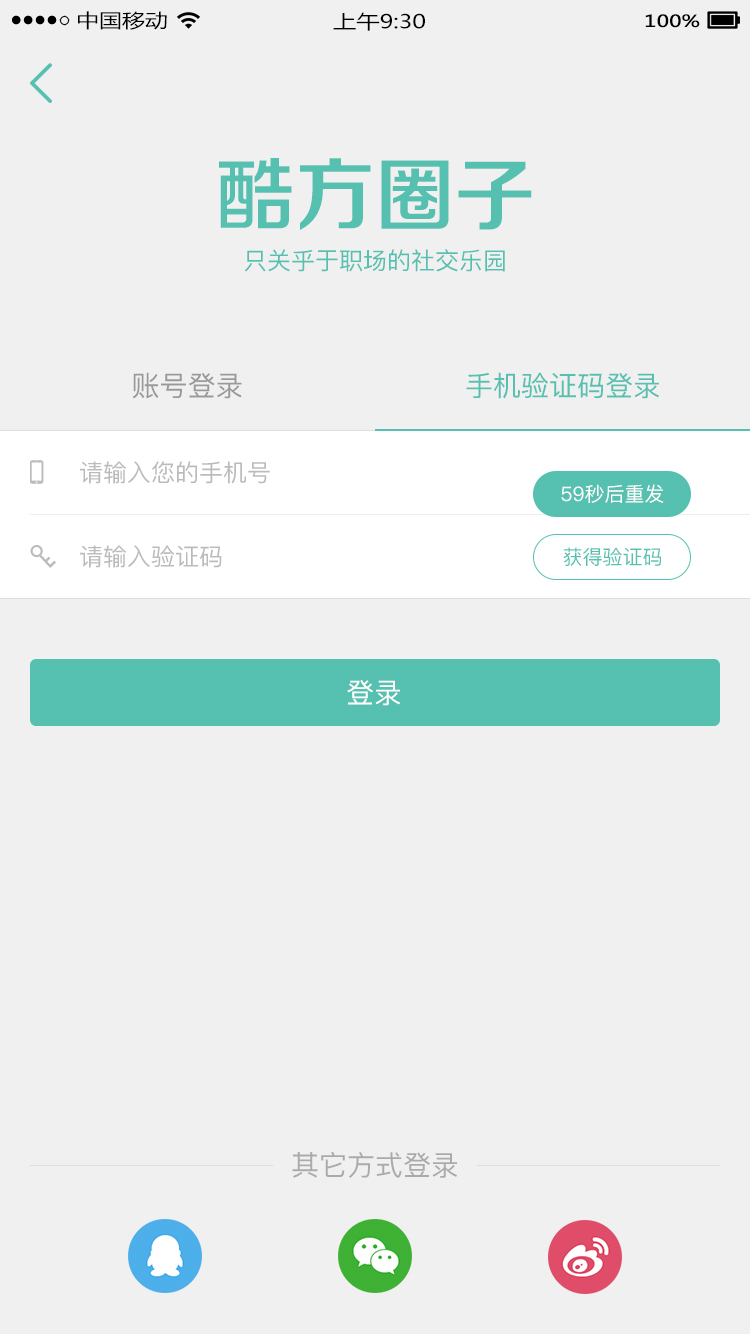 中国移动 上午9:30 100%
酷方圈子
只关乎于职场的社交乐园
账号登录 手机验证码登录
请输入您的手机号
59秒后重发
请输入验证码 获得验证码
登录
其它方式登录